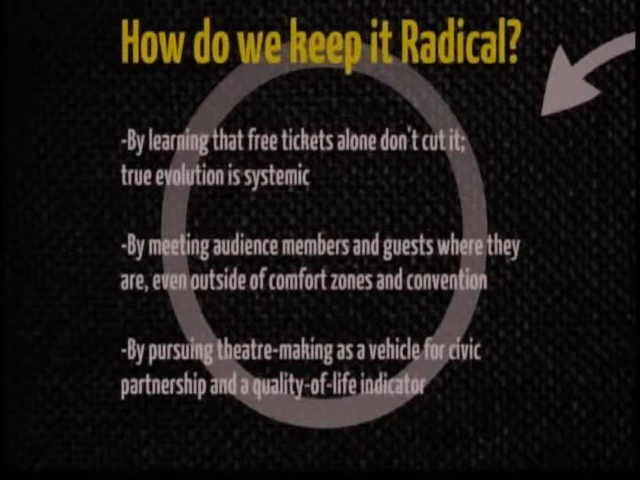 How do we keep it Radical?
-By learning that free tickets alone don't cut it;
true evolution is systemic
-By meeting audience members and guests where they
are, even outside of comfort zones and convention
-By pursuing theatre-making as a vehicle for civic
partnership and a quality-of-life indicator